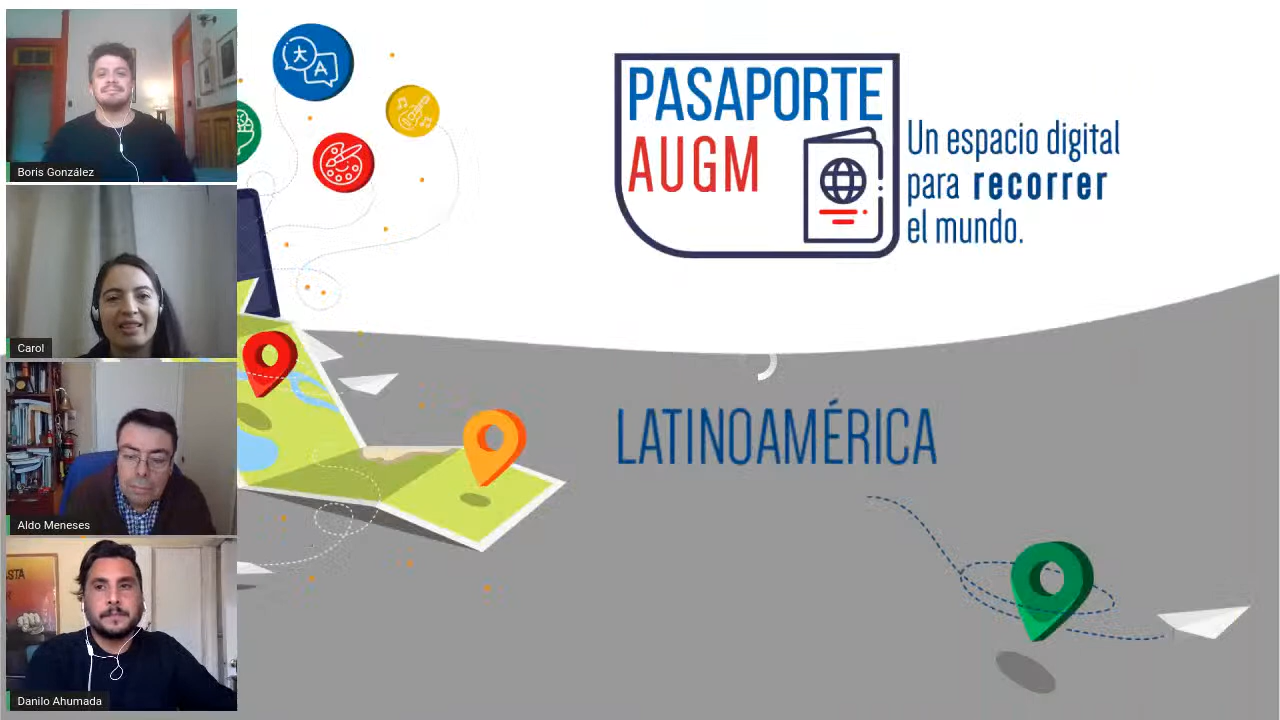 Boris González
Carol
Aldo Meneses
Danilo Ahumada
PASAPORTE
AUGM
Un espacio digital
para recorrer
el mundo.
LATINOAMÉRICA